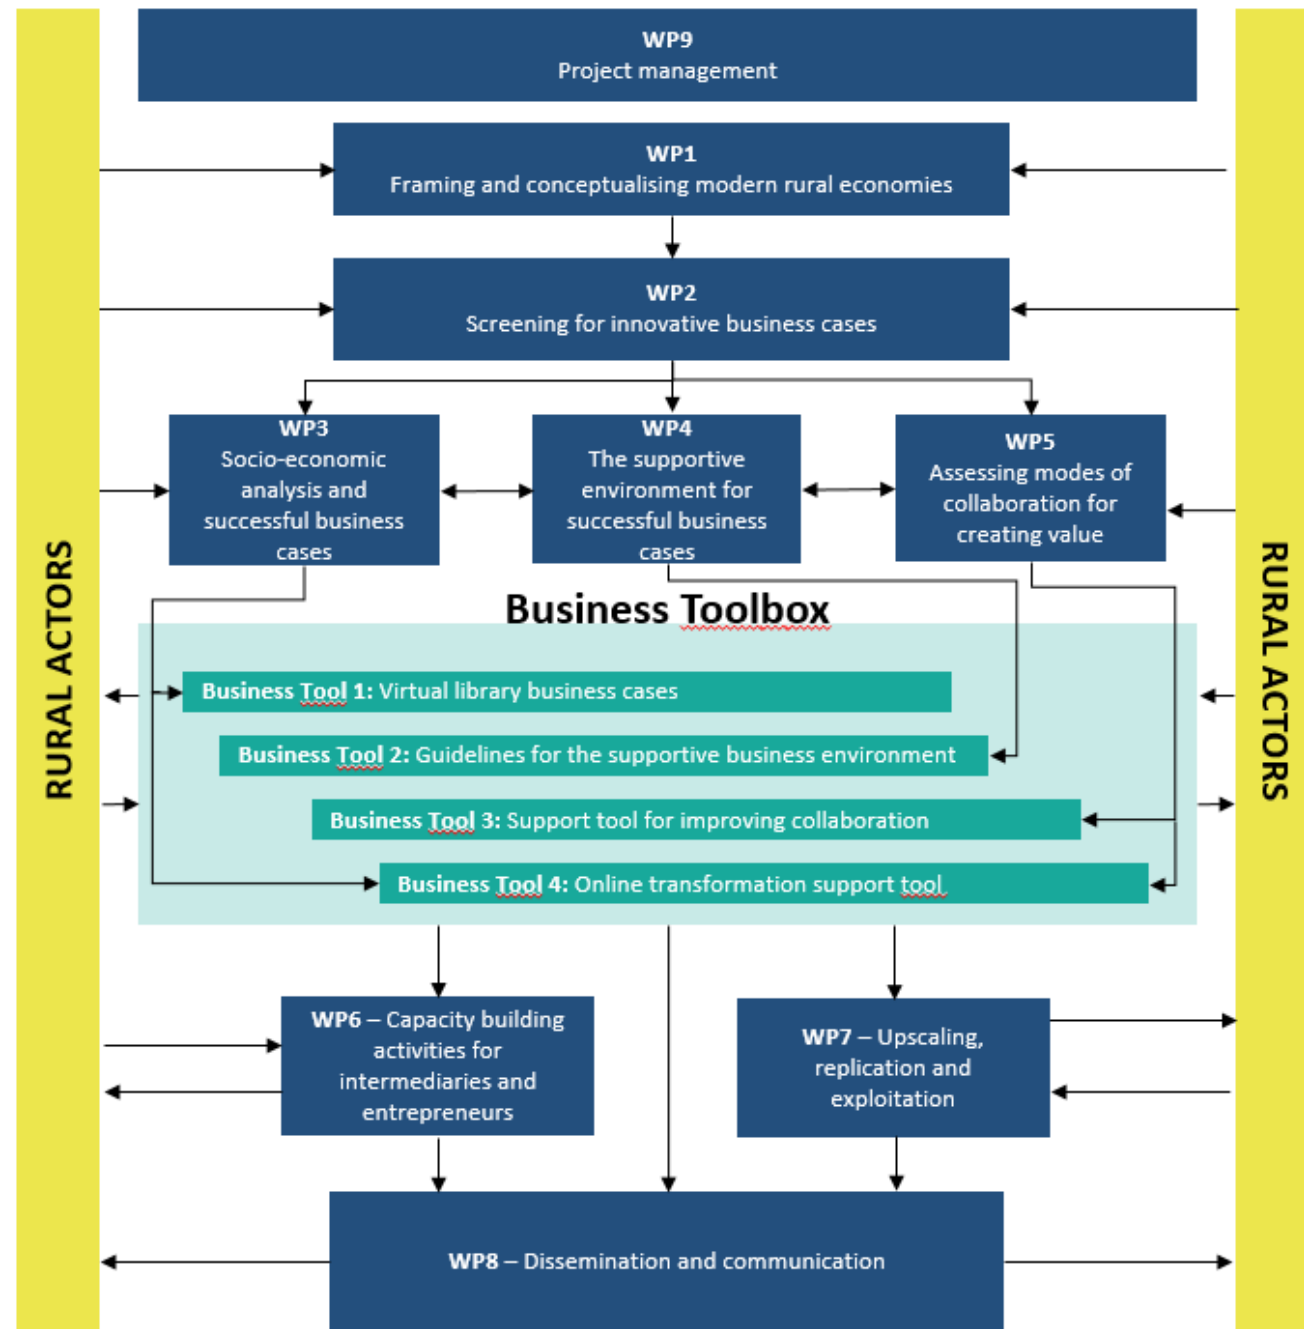 WP9
Project management
WP1
Framing and conceptualising modern rural economies
WP2
Screening for innovative business cases
WP3
Socio-economic
analysis and
successful business
cases
WP4
The supportive
environment for
successful business
cases
WP5
Assessing modes of
collaboration for
creating value
RURAL ACTORS
RURAL ACTORS
Business Toolbox
Business Tool 1: Virtual library business cases
Business Tool 2: Guidelines for the supportive business environment
Business Tool 3: Support tool for improving collaboration
Business Tool 4: Online transformation support tool
WP6 – Capacity building
activities for
intermediaries and
entrepreneurs
WP7 – Upscaling,
replication and
exploitation
WP8 – Dissemination and communication